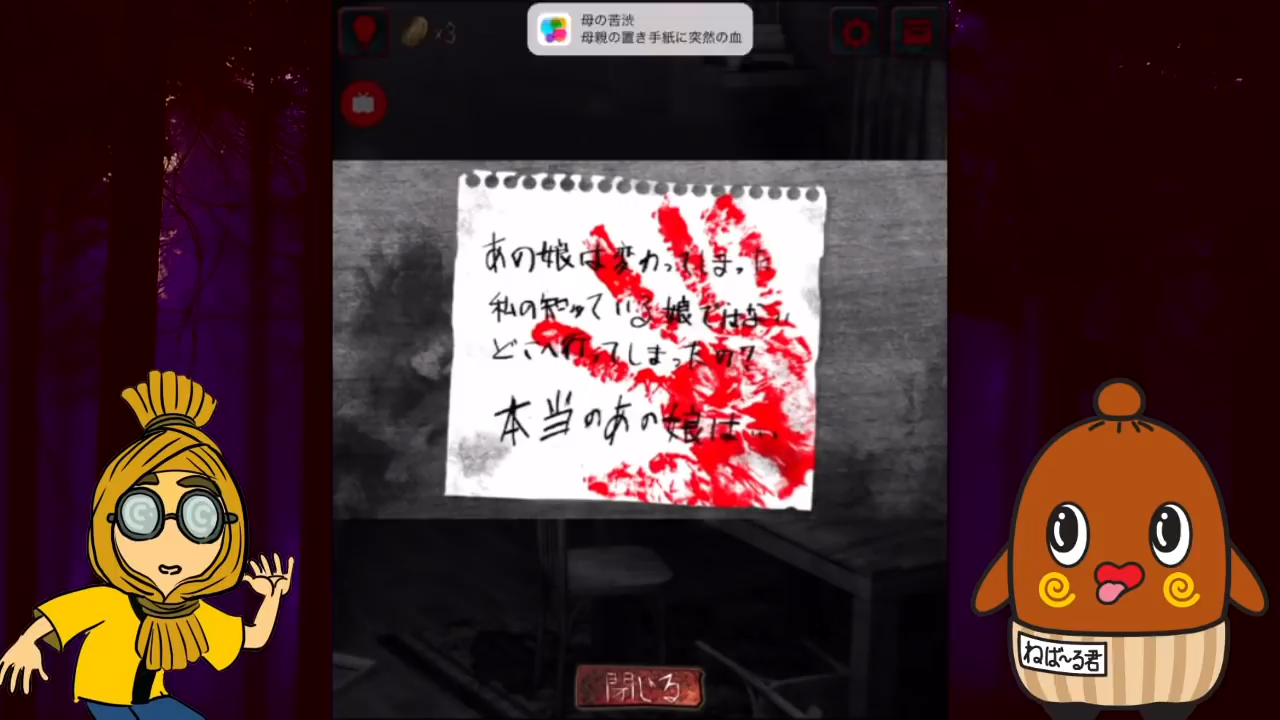 母の苦渋
母親の置き手紙に突然の血
×3
あの娘は変わってしまった
私の知っている娘ではない
どこへ行ってしまったの?
本当のあの娘は…
閉じる
ねば~る君